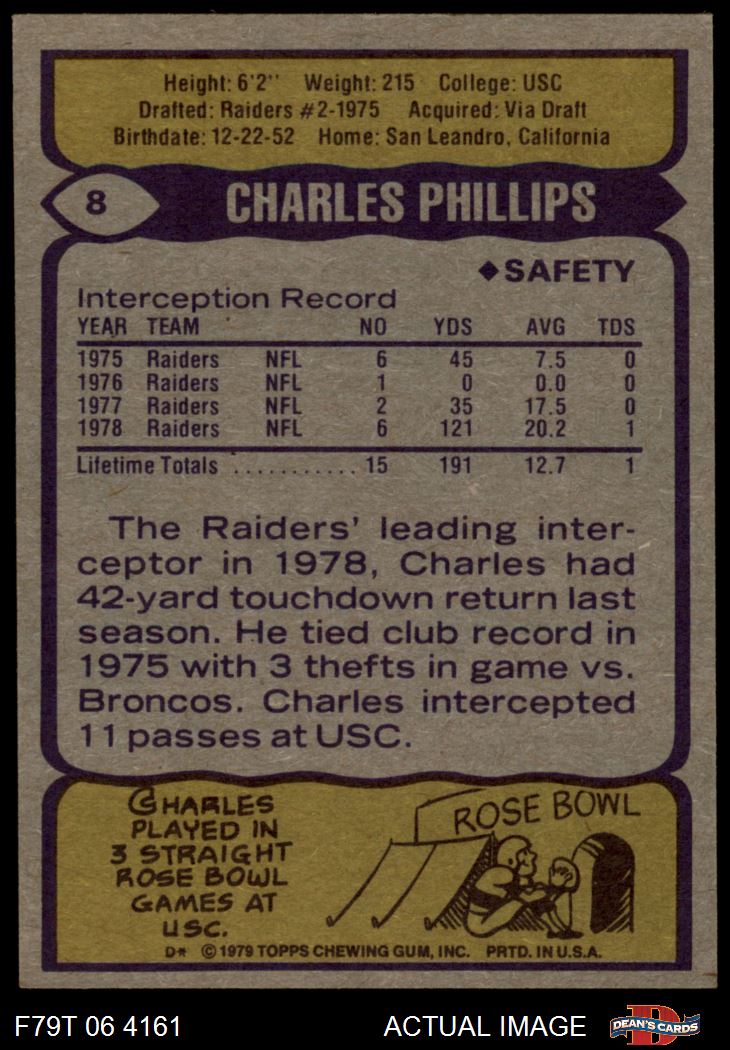 Height: 6'2" Weight: 215 College: USC
Drafted: Raiders #2-1975 Acquired: Via Draft
Birthdate: 12-22-52 Home: San Leandro, California
8 CHARLES PHILLIPS
◆SAFETY
Interception Record
YEAR TEAM NO YDS AVG TDS
1975 Raiders NFL 6 45 7.5 0
1976 Raiders NFL 1 0 0.0 0
1977 Raiders NFL 2 35 17.5 0
1978 Raiders NFL 6 121 20.2 1
Lifetime Totals ........... 15 191 12.7 1
The Raiders' leading inter-
ceptor in 1978, Charles had
42-yard touchdown return last
season. He tied club record in
1975 with 3 thefts in game vs.
Broncos. Charles intercepted
11 passes at USC.
CHARLES
PLAYED IN
3 STRAIGHT
ROSE BOWL
GAMES AT
USC.
ROSE BOWL
D* © 1979 TOPPS CHEWING GUM, INC. PRTD. IN U.S.A.
F79T 06 4161 ACTUAL IMAGE D DEAN'S CARDS